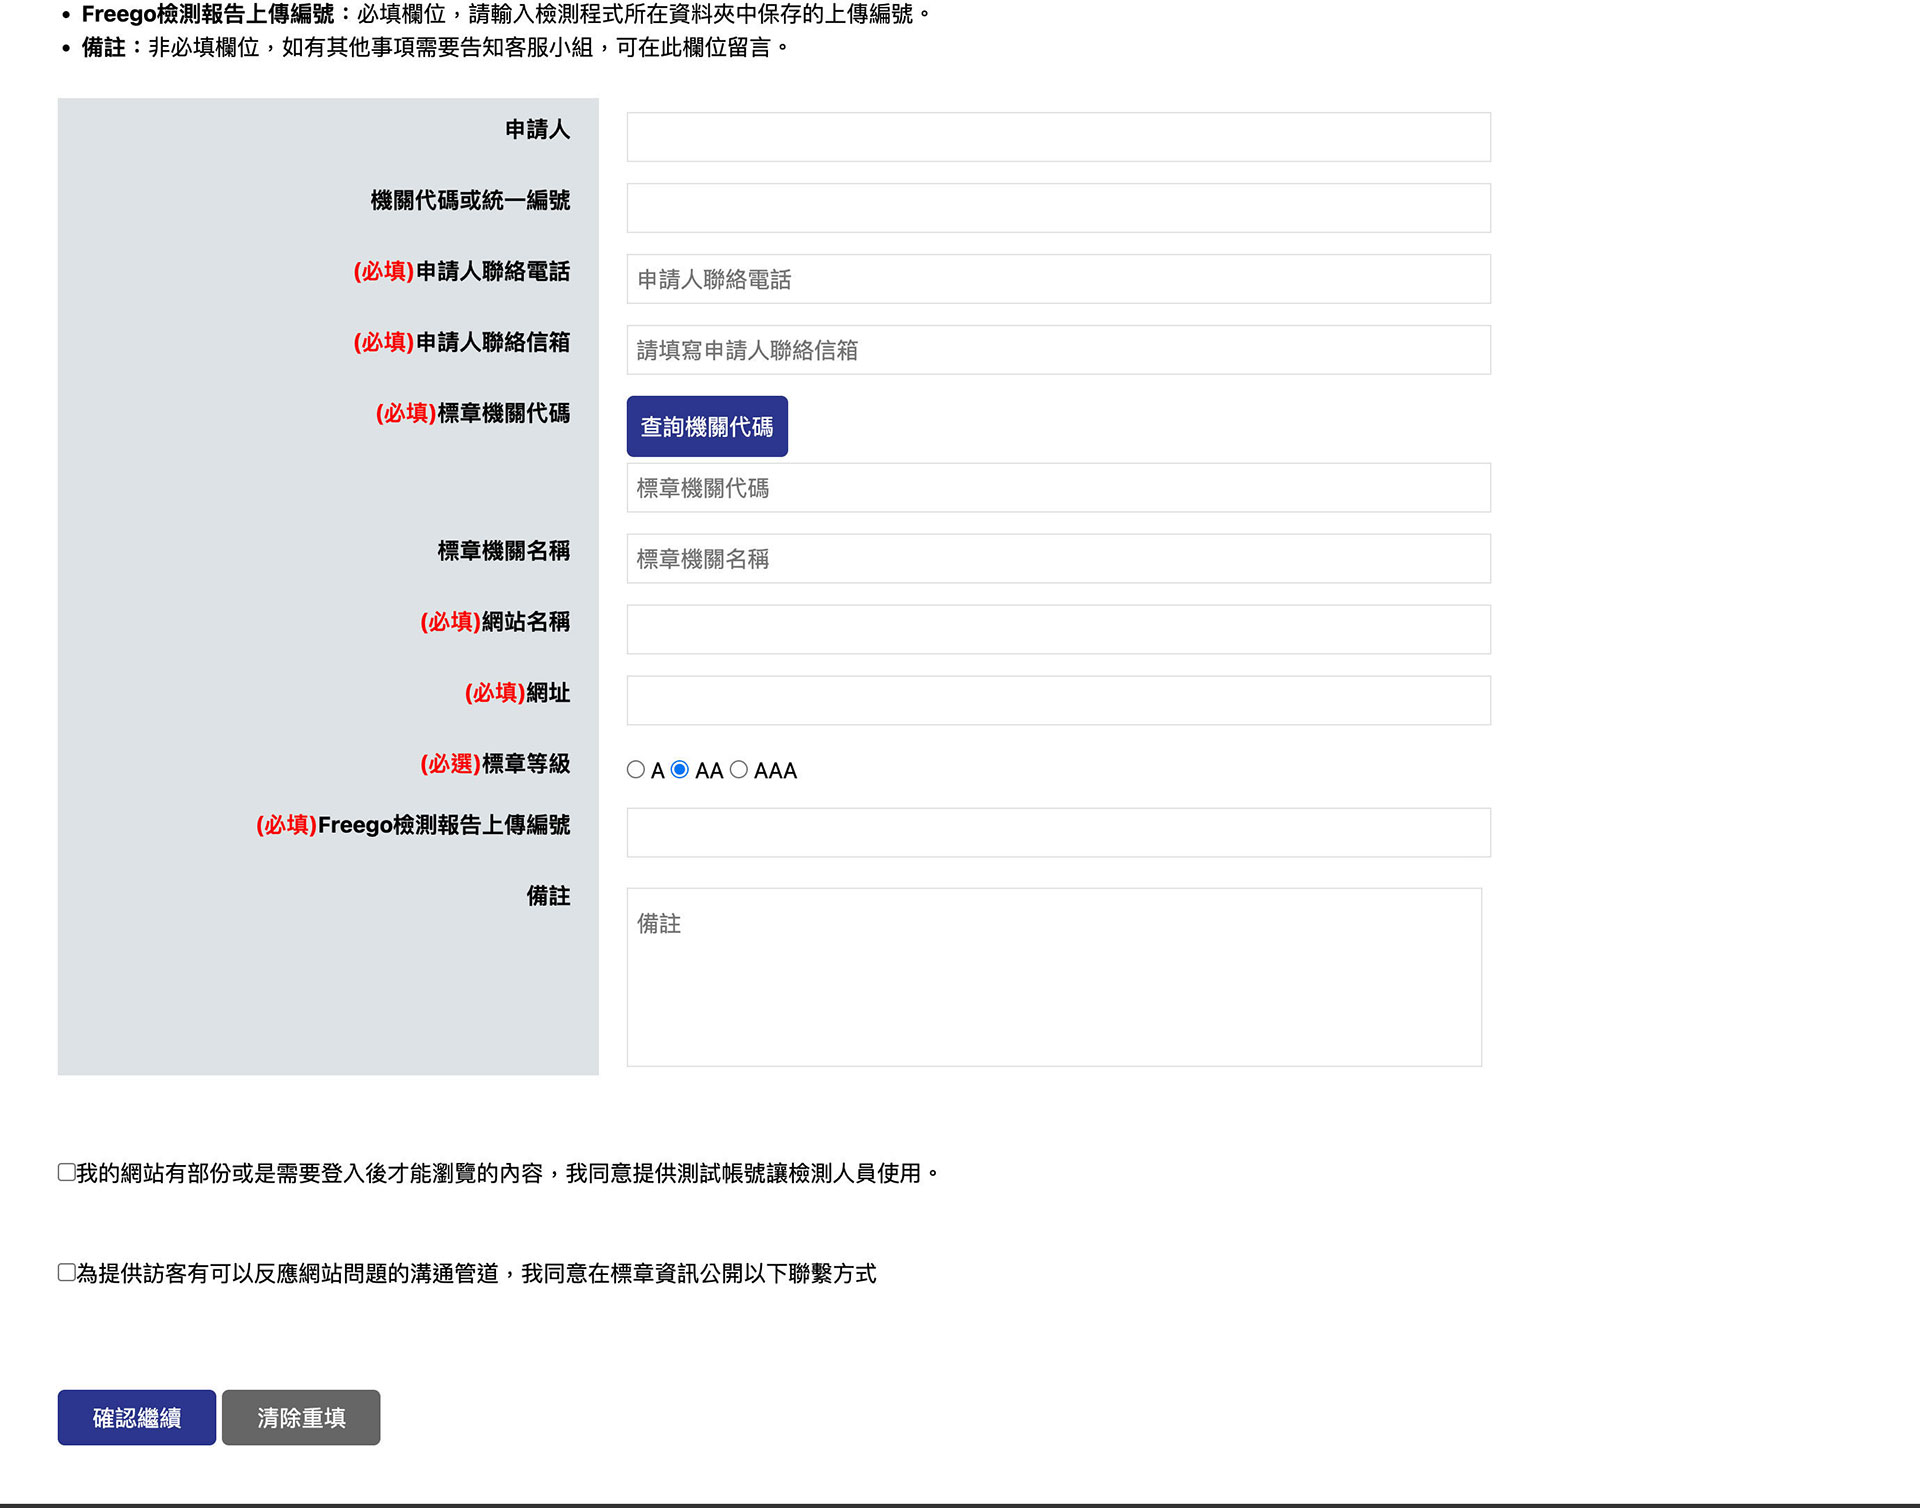 • Freego檢測報告上傳編號：必填欄位，請輸入檢測程式所在資料夾中保存的上傳編號。
• 備註：非必填欄位，如有其他事項需要告知客服小組，可在此欄位留言。
申請人
機關代碼或統一編號
(必填)申請人聯絡電話
申請人聯絡電話
(必填)申請人聯絡信箱
請填寫申請人聯絡信箱
(必填)標章機關代碼
查詢機關代碼
標章機關代碼
標章機關名稱
標章機關名稱
(必填)網站名稱
(必填)網址
(必選)標章等級
A AA AAA
(必填)Freego檢測報告上傳編號
備註
備註
我的網站有部份或是需要登入後才能瀏覽的內容，我同意提供測試帳號讓檢測人員使用。
為提供訪客有可以反應網站問題的溝通管道，我同意在標章資訊公開以下聯繫方式
確認繼續 清除重填